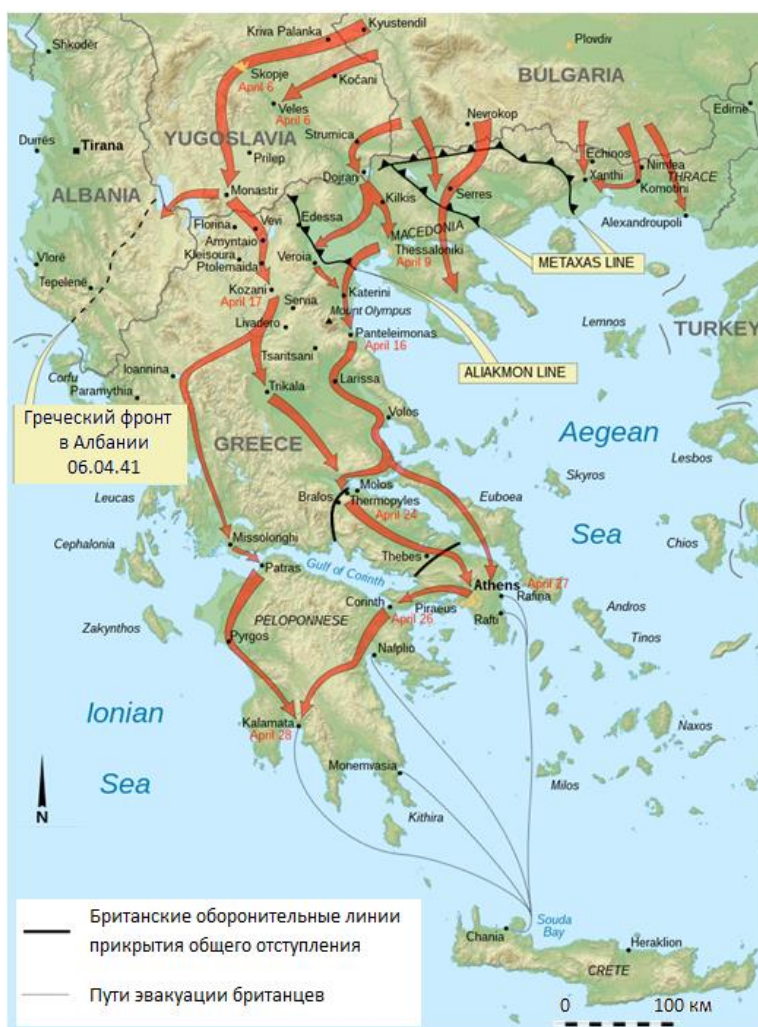 Kyustendil
Kriva Palanka
Shkodër
Plovdiv
Skopje
April 6
Kočani
BULGARIA
Veles
April 6
Nevrokop
Edirne
YUGOSLAVIA
Strumica
Durrës
Tirana
Prilep
Echinos
Dojran
Xanthi
Nimfea
THRACE
Komotini
ALBANIA
Monastir
Kilkis
Serres
Alexandroupoli
Florina
Vevi
Edessa
MACEDONIA
Amyntaio
Thessaloniki
April 9
Kleisoura
Ptolemaida
Veroia
METAXAS LINE
Vlorë
Tepelenë
Kozani
April 17
Katerini
Servia
Mount Olympus
Lemnos
TURKEY
Livadero
Panteleimonas
April 16
ALIAKMON LINE
Tsaritsani
Corfu
Ioannina
Paramythia
Larissa
Trikala
Volos
Греческий фронт
в Албании
06.04.41
GREECE
Aegean
Sea
Lesbos
Skyros
Molos
Leucas
Bralos
Thermopyles
April 24
Euboea
Cephalonia
Missolonghi
Thebes
Chios
Gulf of Corinth
Patras
Athens
April 27
Rafina
Corinth
April 26
Piraeus
Rafti
Andros
Tinos
Zakynthos
PELOPONNESE
Pyrgos
Nafplio
Ionian
Sea
Kalamata
April 28
Naxos
Monemvasia
Milos
N
Kithira
Британские оборонительные линии
прикрытия общего отступления
Пути эвакуации британцев
Souda
Bay
Chania
Heraklion
CRETE
0 100 км